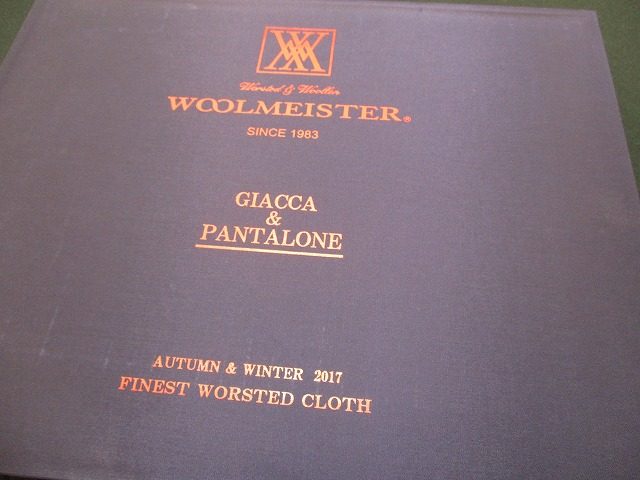 Worsted & Woollen
WOOLMEISTER®
SINCE 1983
GIACCA
&
PANTALONE
AUTUMN & WINTER 2017
FINEST WORSTED CLOTH